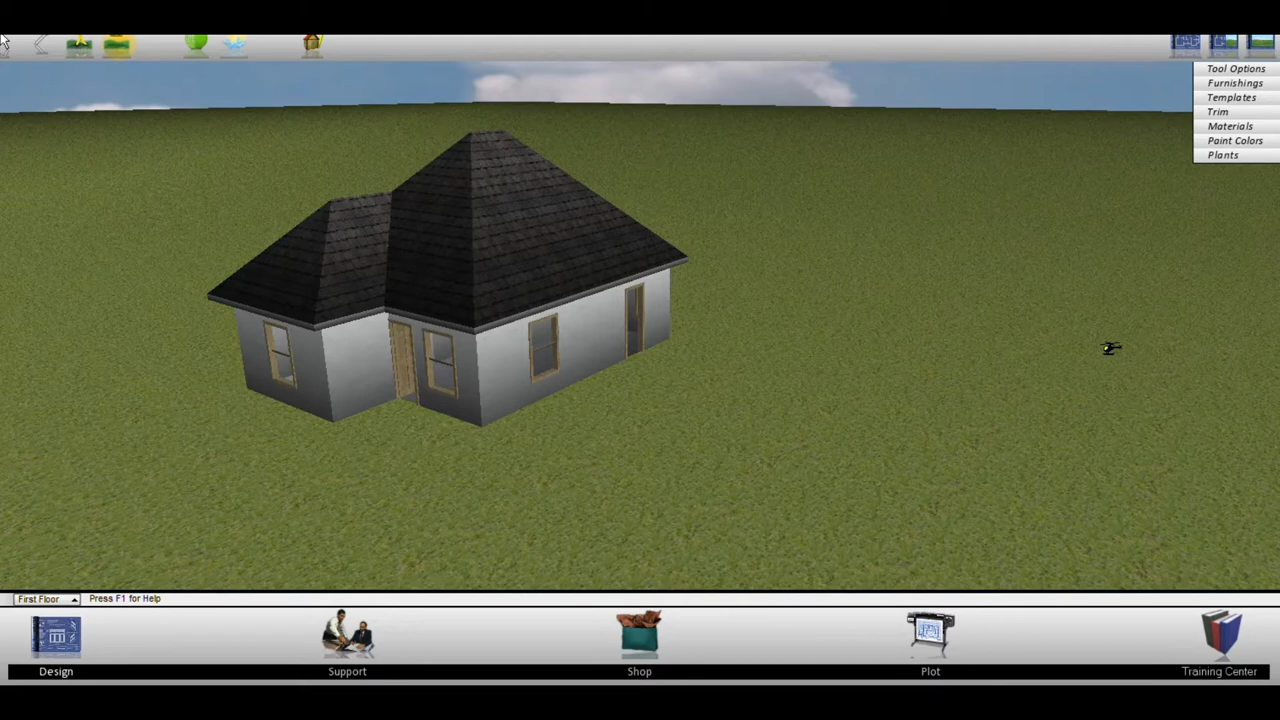 Tool Options
Furnishings
Templates
Trim
Materials
Paint Colors
Plants
First Floor
Press F1 for Help
Design
Support
Shop
Plot
Training Center